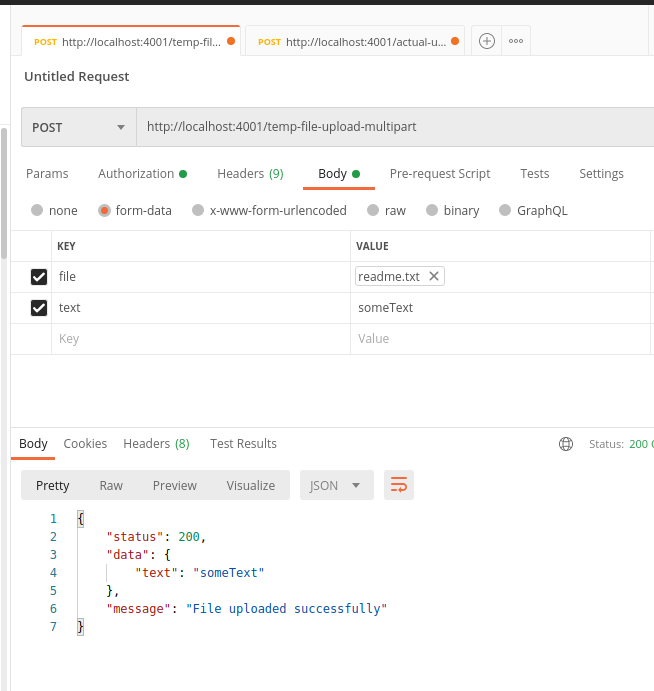 POST http://localhost:4001/temp-fil... POST http://localhost:4001/actual-u...
Untitled Request
POST http://localhost:4001/temp-file-upload-multipart
Params Authorization Headers (9) Body Pre-request Script Tests Settings
none form-data x-www-form-urlencoded raw binary GraphQL
KEY VALUE
file readme.txt
text someText
Key Value
Body Cookies Headers (8) Test Results Status: 200
Pretty Raw Preview Visualize JSON
1 {
2 "status": 200,
3 "data": {
4 "text": "someText"
5 },
6 "message": "File uploaded successfully"
7 }